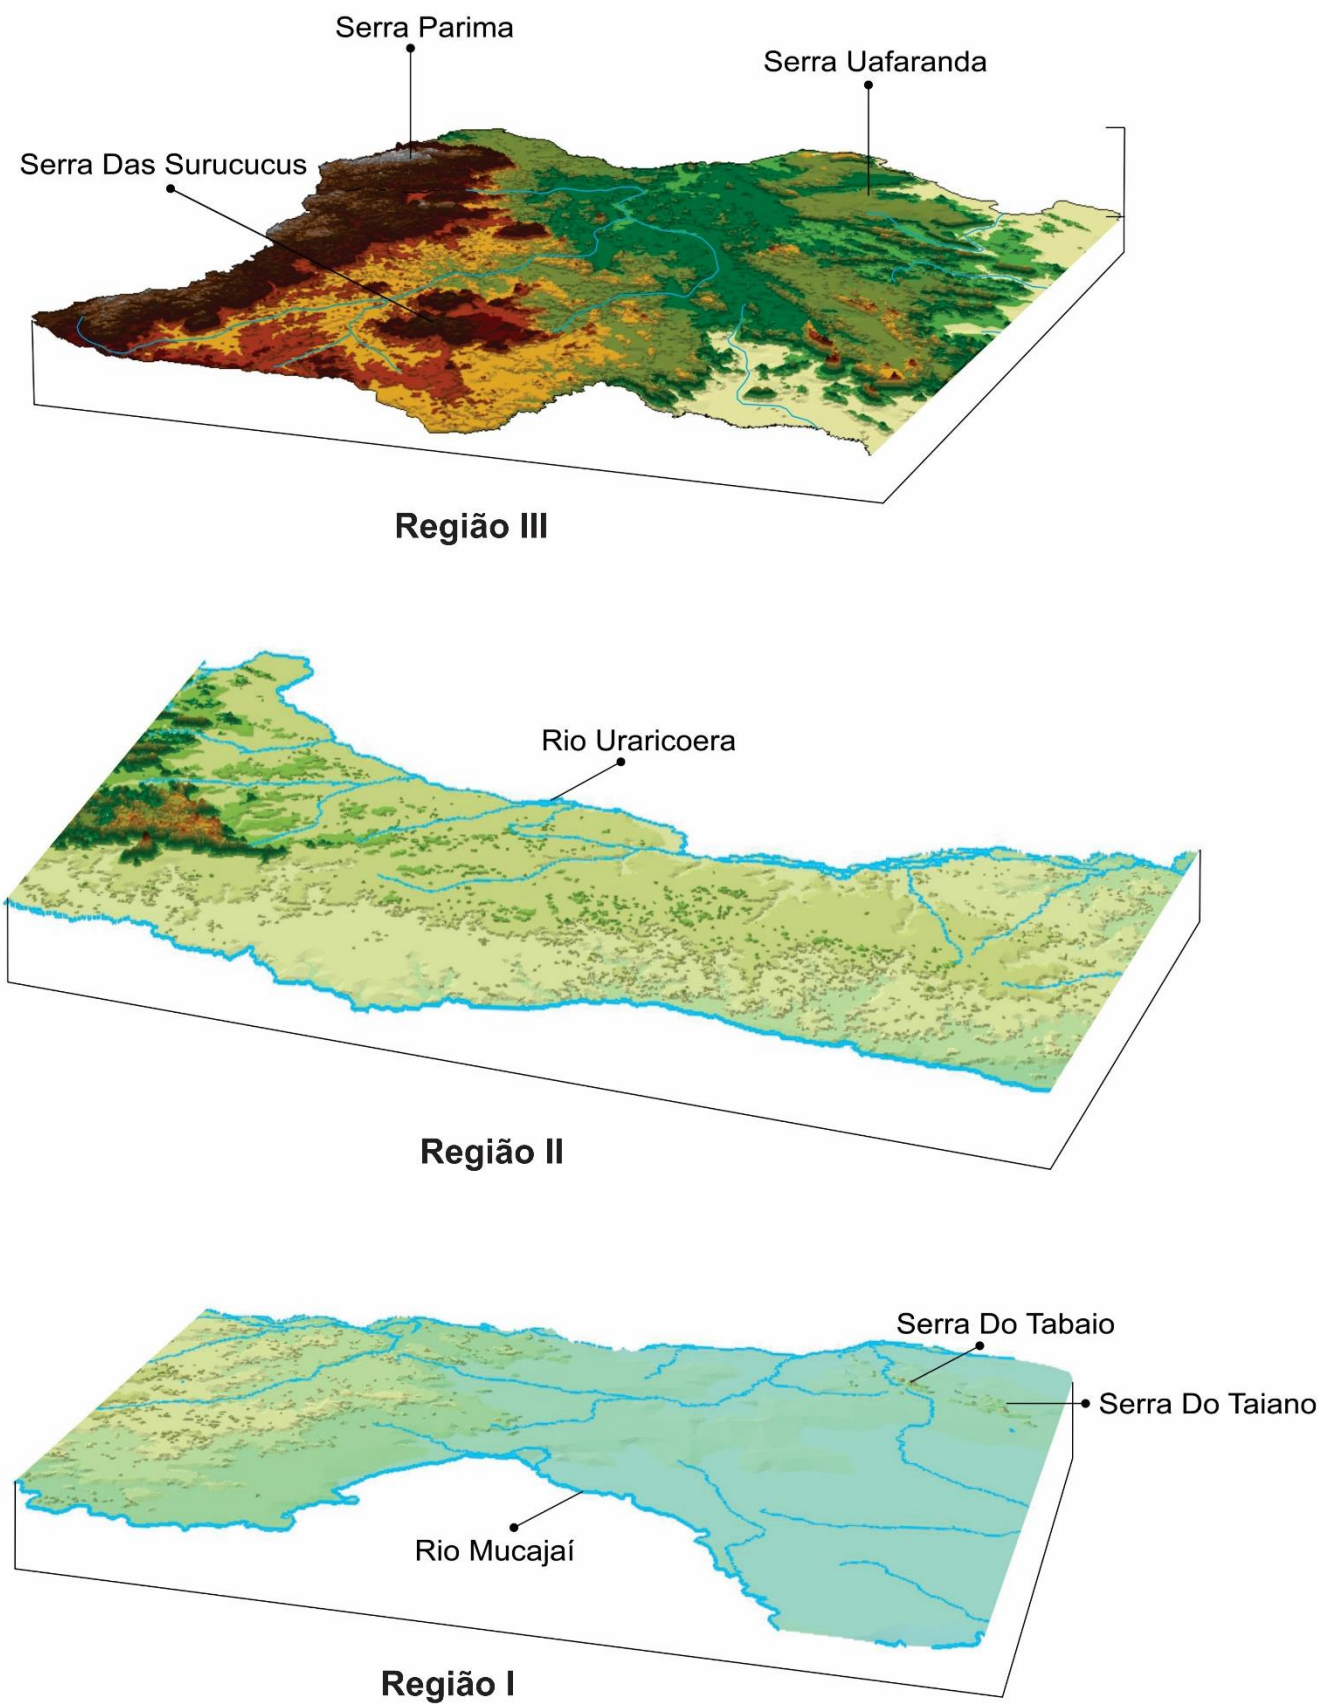 Serra Parima
Serra Uafaranda
Serra Das Surucucus
Região III
Rio Uraricoera
Região II
Serra Do Tabaio
Serra Do Taiano
Rio Mucajaí
Região I